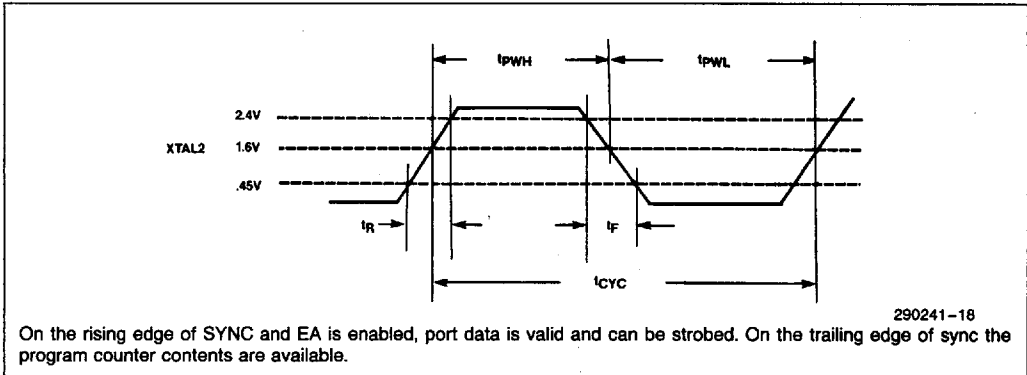 tPWH tPWL
2.4V
XTAL2 1.6V
.45V
tR tF
tCYC
290241-18
On the rising edge of SYNC and EA is enabled, port data is valid and can be strobed. On the trailing edge of sync the
program counter contents are available.